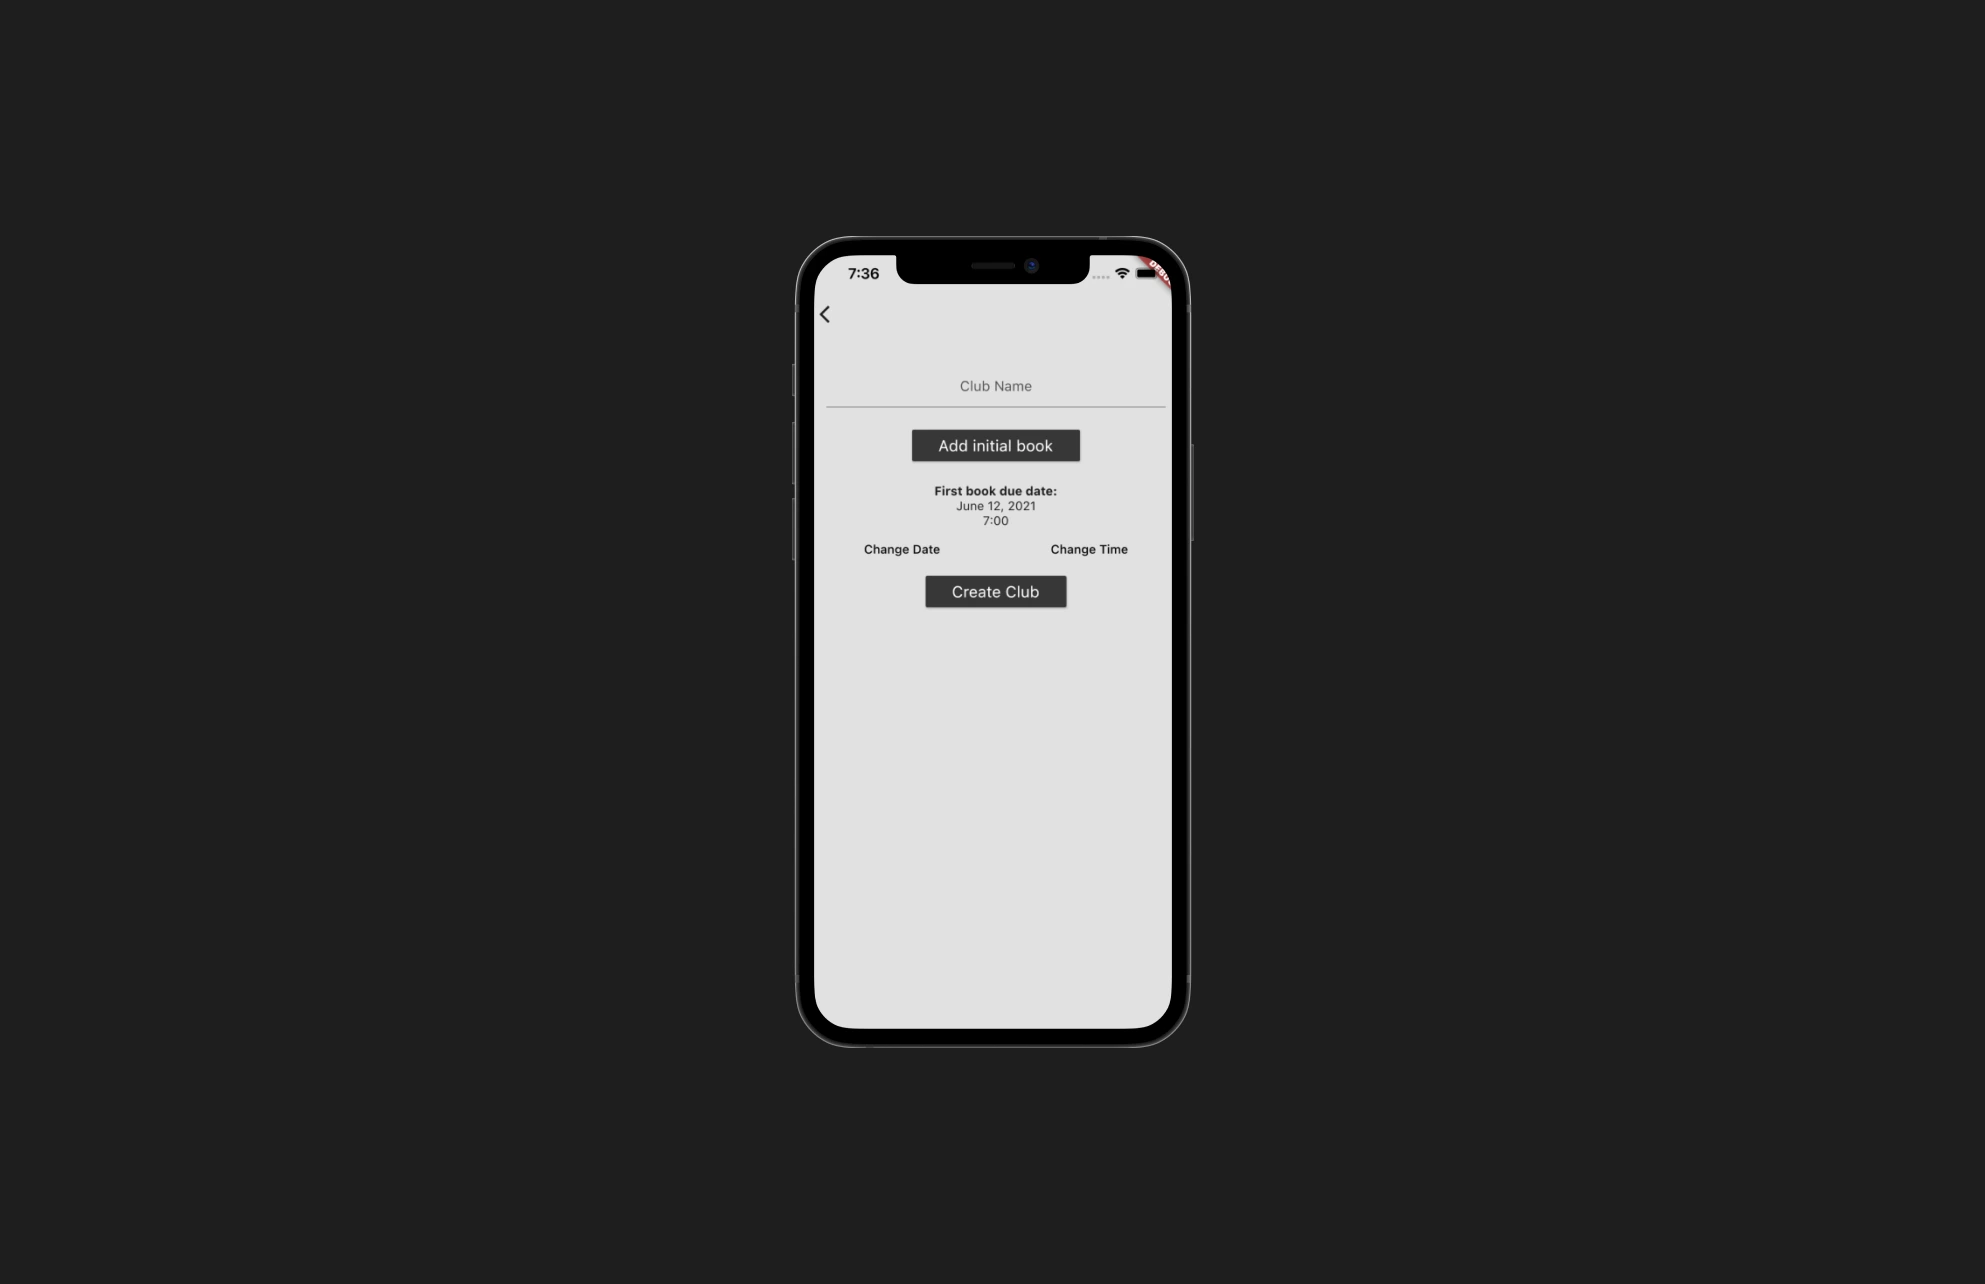 7:36
Club Name
Add initial book
First book due date:
June 12, 2021
7:00
Change Date Change Time
Create Club